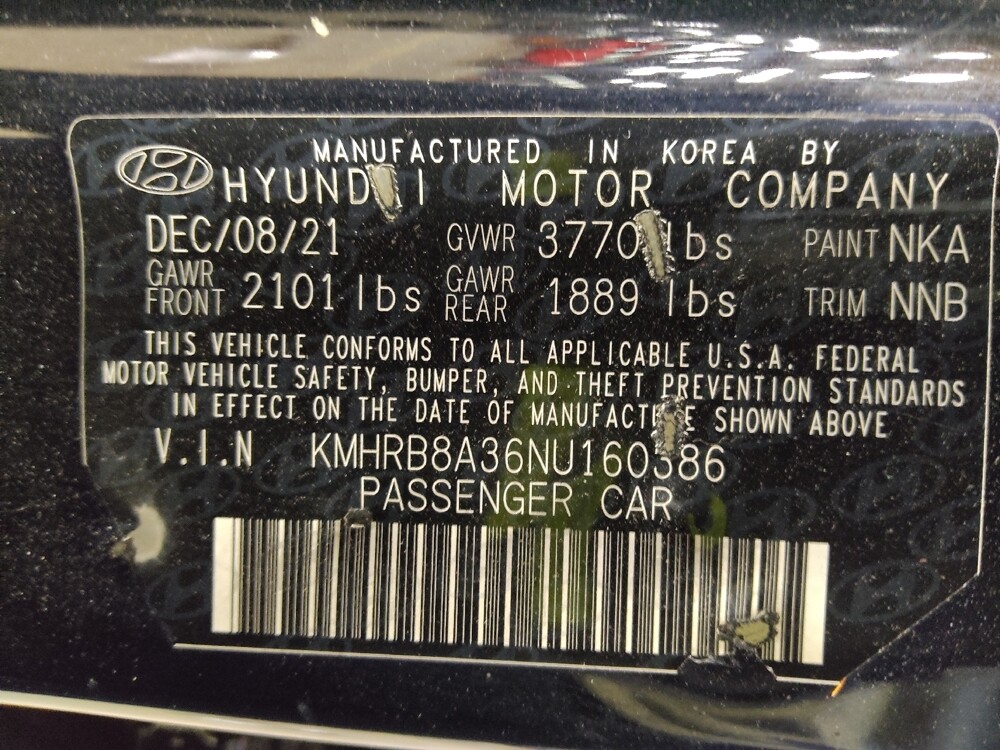 MANUFACTURED IN KOREA BY
HYUNDAI MOTOR COMPANY
DEC/08/21 GVWR 3770 lbs PAINT NKA
GAWR FRONT 2101 lbs GAWR REAR 1889 lbs TRIM NNB
THIS VEHICLE CONFORMS TO ALL APPLICABLE U.S.A. FEDERAL
MOTOR VEHICLE SAFETY, BUMPER, AND THEFT PREVENTION STANDARDS
IN EFFECT ON THE DATE OF MANUFACTURE SHOWN ABOVE
V.I.N KMHRB8A36NU160386
PASSENGER CAR